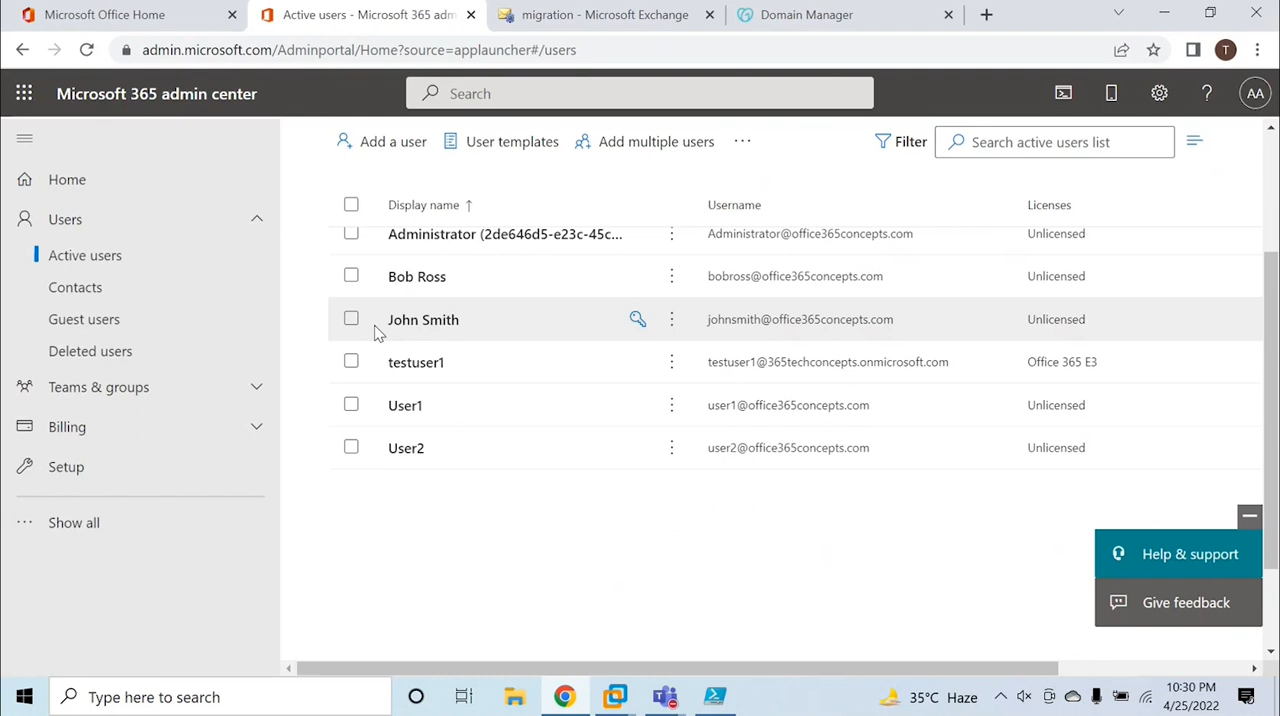 Microsoft Office Home
Active users - Microsoft 365 adm
migration - Microsoft Exchange
Domain Manager
admin.microsoft.com/Adminportal/Home?source=applauncher#/users
T
Microsoft 365 admin center
Search
AA
Add a user
User templates
Add multiple users
Filter
Search active users list
Home
Users
Active users
Contacts
Guest users
Deleted users
Teams & groups
Billing
Setup
Show all
Display name ↑ Username Licenses
Administrator (2de646d5-e23c-45c... Administrator@office365concepts.com Unlicensed
Bob Ross bobross@office365concepts.com Unlicensed
John Smith johnsmith@office365concepts.com Unlicensed
testuser1 testuser1@365techconcepts.onmicrosoft.com Office 365 E3
User1 user1@office365concepts.com Unlicensed
User2 user2@office365concepts.com Unlicensed
Help & support
Give feedback
Type here to search
35°C Haze
10:30 PM
4/25/2022